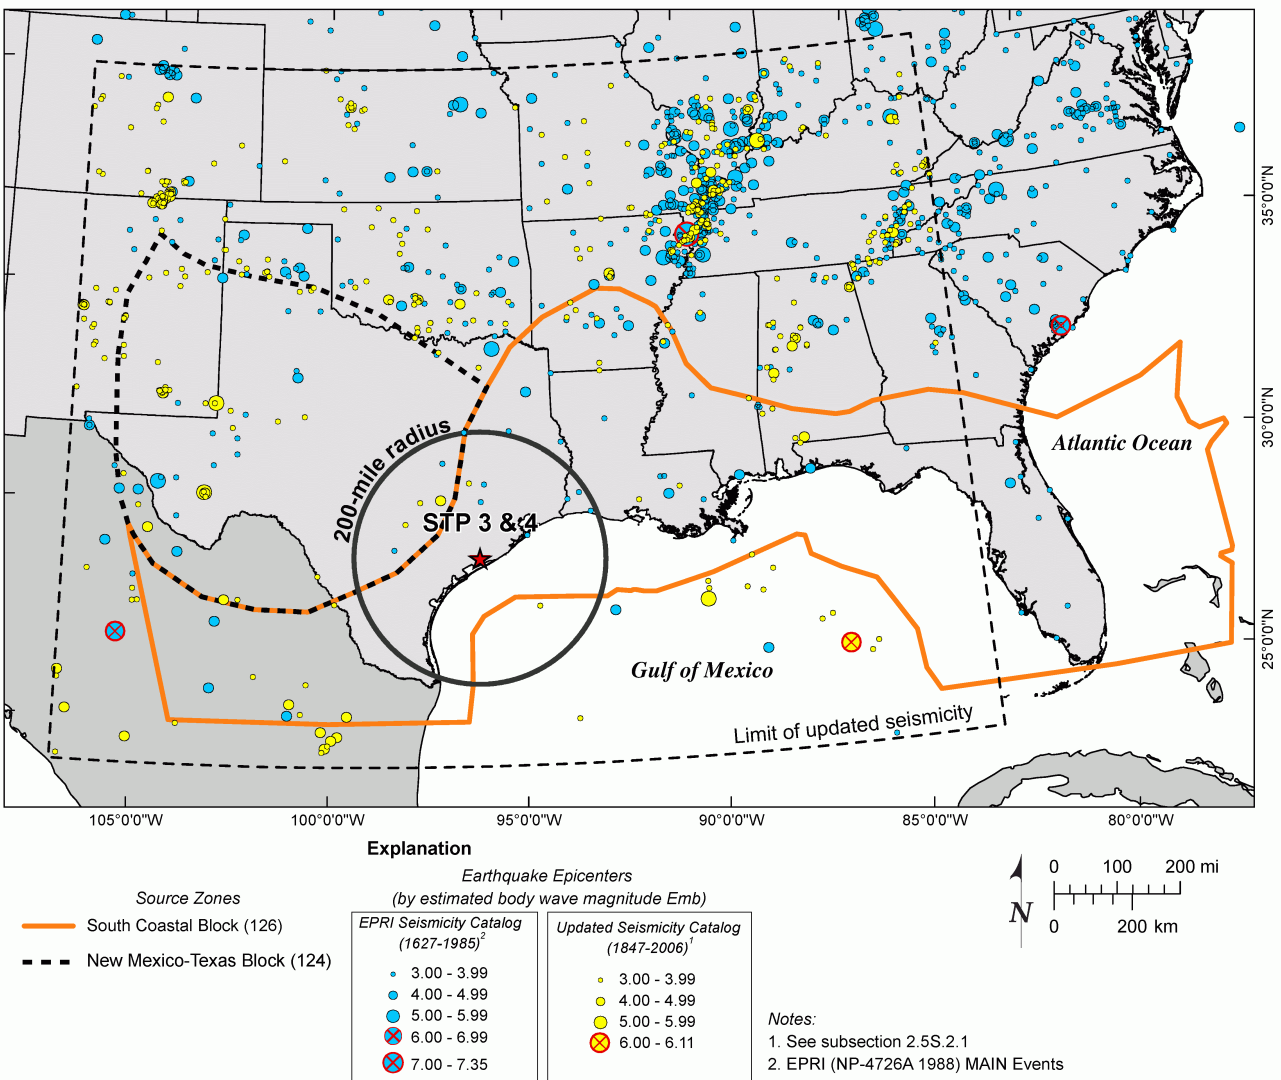 200-mile radius
STP 3 & 4
Atlantic Ocean
Gulf of Mexico
Limit of updated seismicity
35°0'0"N
30°0'0"N
25°0'0"N
105°0'0"W
100°0'0"W
95°0'0"W
90°0'0"W
85°0'0"W
80°0'0"W
Explanation
Source Zones
South Coastal Block (126)
New Mexico-Texas Block (124)
Earthquake Epicenters
(by estimated body wave magnitude Emb)
EPRI Seismicity Catalog
(1627-1985)2
3.00 - 3.99
4.00 - 4.99
5.00 - 5.99
6.00 - 6.99
7.00 - 7.35
Updated Seismicity Catalog
(1847-2006)1
3.00 - 3.99
4.00 - 4.99
5.00 - 5.99
6.00 - 6.11
N
0 100 200 mi
0 200 km
Notes:
1. See subsection 2.5S.2.1
2. EPRI (NP-4726A 1988) MAIN Events